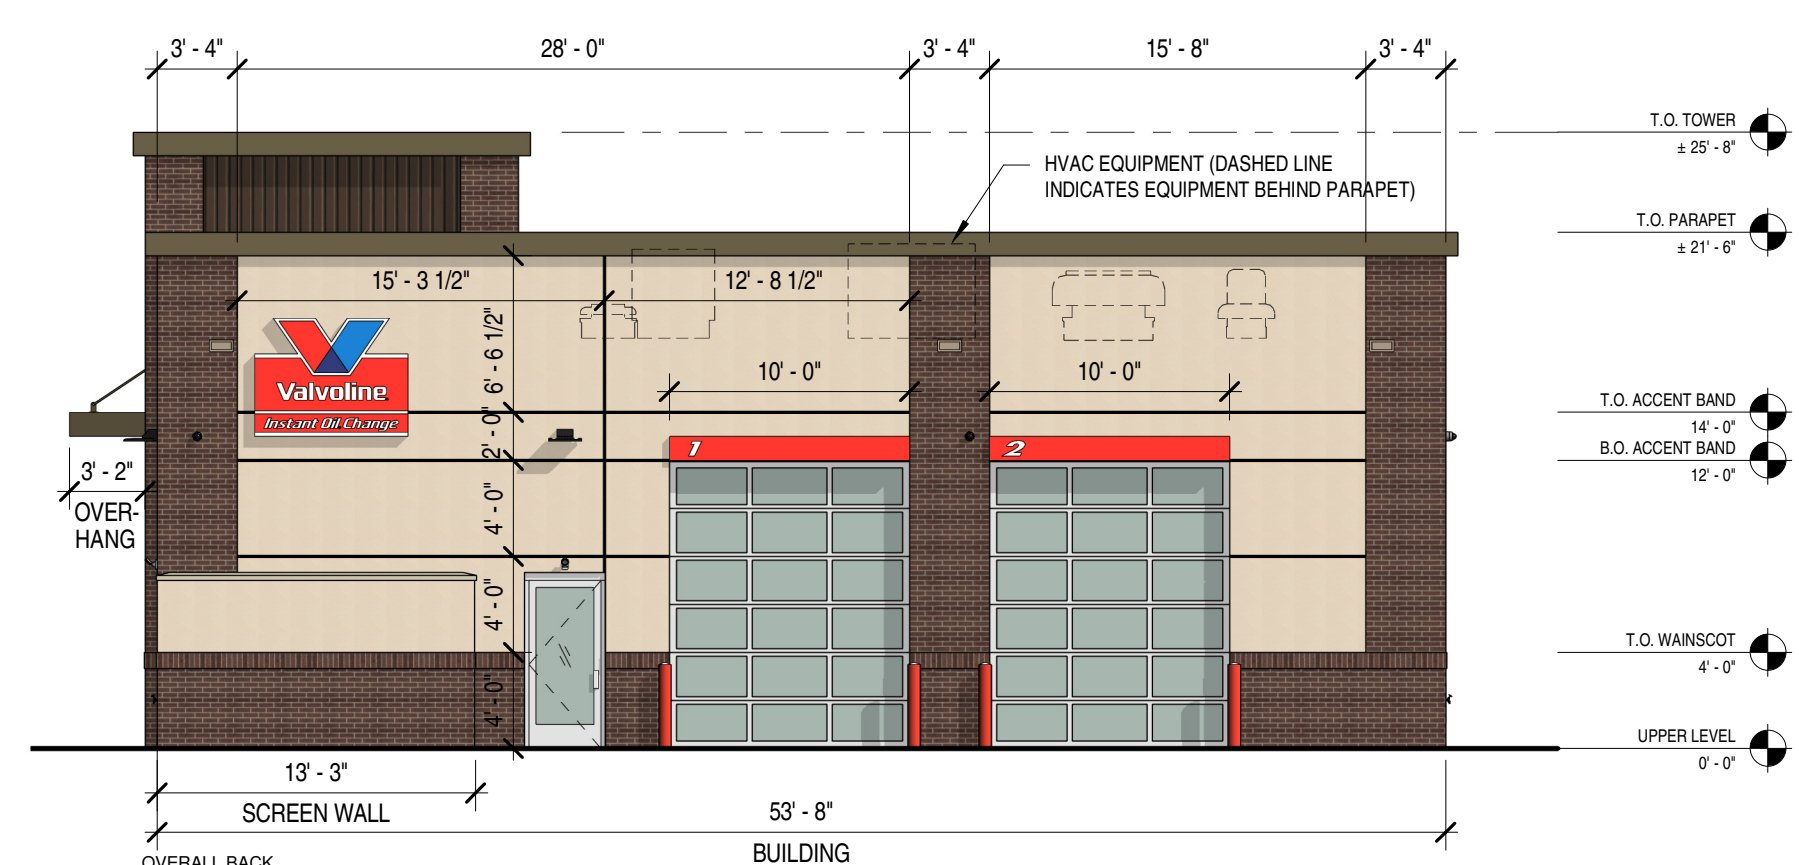 3' - 4"
28' - 0"
3' - 4"
15' - 8"
3' - 4"
T.O. TOWER
± 25' - 8"
HVAC EQUIPMENT (DASHED LINE
INDICATES EQUIPMENT BEHIND PARAPET)
T.O. PARAPET
± 21' - 6"
15' - 3 1/2"
12' - 8 1/2"
6' - 6 1/2"
10' - 0"
10' - 0"
Valvoline
Instant Oil Change
T.O. ACCENT BAND
14' - 0"
2' - 0"
1
2
B.O. ACCENT BAND
12' - 0"
3' - 2"
OVER-
HANG
4' - 0"
4' - 0"
T.O. WAINSCOT
4' - 0"
4' - 0"
UPPER LEVEL
0' - 0"
13' - 3"
SCREEN WALL
53' - 8"
BUILDING
OVERALL BACK